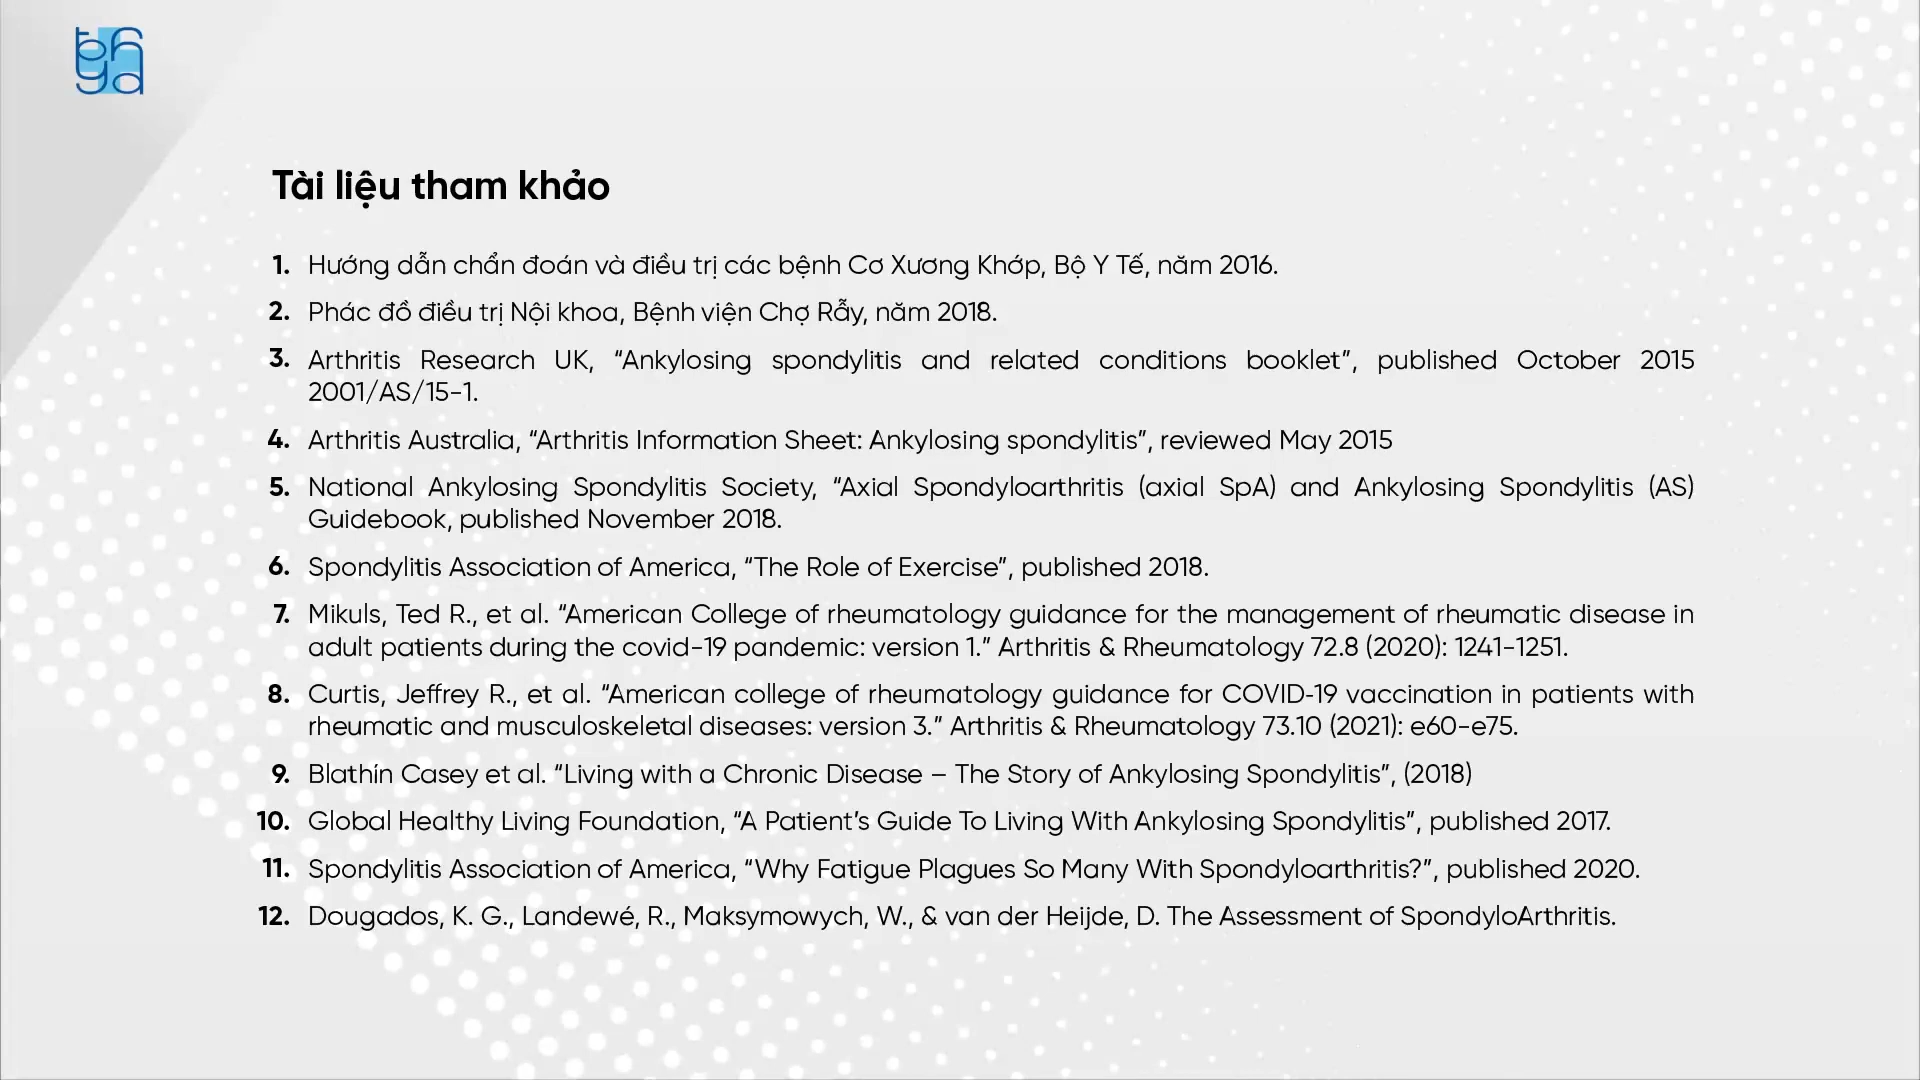 Tài liệu tham khảo
1. Hướng dẫn chẩn đoán và điều trị các bệnh Cơ Xương Khớp, Bộ Y Tế, năm 2016.
2. Phác đồ điều trị Nội khoa, Bệnh viện Chợ Rẫy, năm 2018.
3. Arthritis Research UK, “Ankylosing spondylitis and related conditions booklet”, published October 2015
2001/AS/15-1.
4. Arthritis Australia, “Arthritis Information Sheet: Ankylosing spondylitis”, reviewed May 2015
5. National Ankylosing Spondylitis Society, “Axial Spondyloarthritis (axial SpA) and Ankylosing Spondylitis (AS)
Guidebook, published November 2018.
6. Spondylitis Association of America, “The Role of Exercise”, published 2018.
7. Mikuls, Ted R., et al. “American College of rheumatology guidance for the management of rheumatic disease in
adult patients during the covid-19 pandemic: version 1.” Arthritis & Rheumatology 72.8 (2020): 1241-1251.
8. Curtis, Jeffrey R., et al. “American college of rheumatology guidance for COVID-19 vaccination in patients with
rheumatic and musculoskeletal diseases: version 3.” Arthritis & Rheumatology 73.10 (2021): e60-e75.
9. Blathín Casey et al. “Living with a Chronic Disease – The Story of Ankylosing Spondylitis”, (2018)
10. Global Healthy Living Foundation, “A Patient’s Guide To Living With Ankylosing Spondylitis”, published 2017.
11. Spondylitis Association of America, “Why Fatigue Plagues So Many With Spondyloarthritis?”, published 2020.
12. Dougados, K. G., Landewé, R., Maksymowych, W., & van der Heijde, D. The Assessment of SpondyloArthritis.